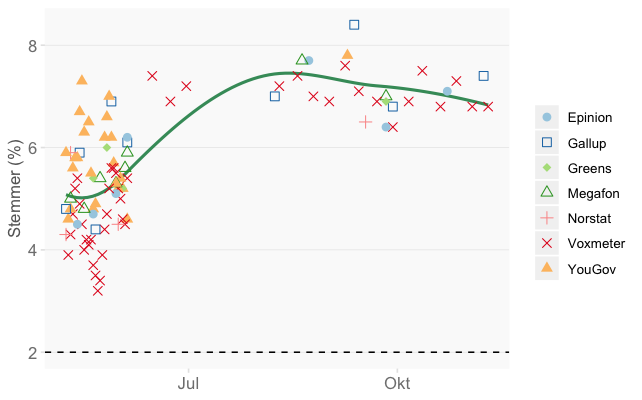 8
6
4
2
Stemmer (%)
Jul
Okt
Epinion
Gallup
Greens
Megafon
Norstat
Voxmeter
YouGov